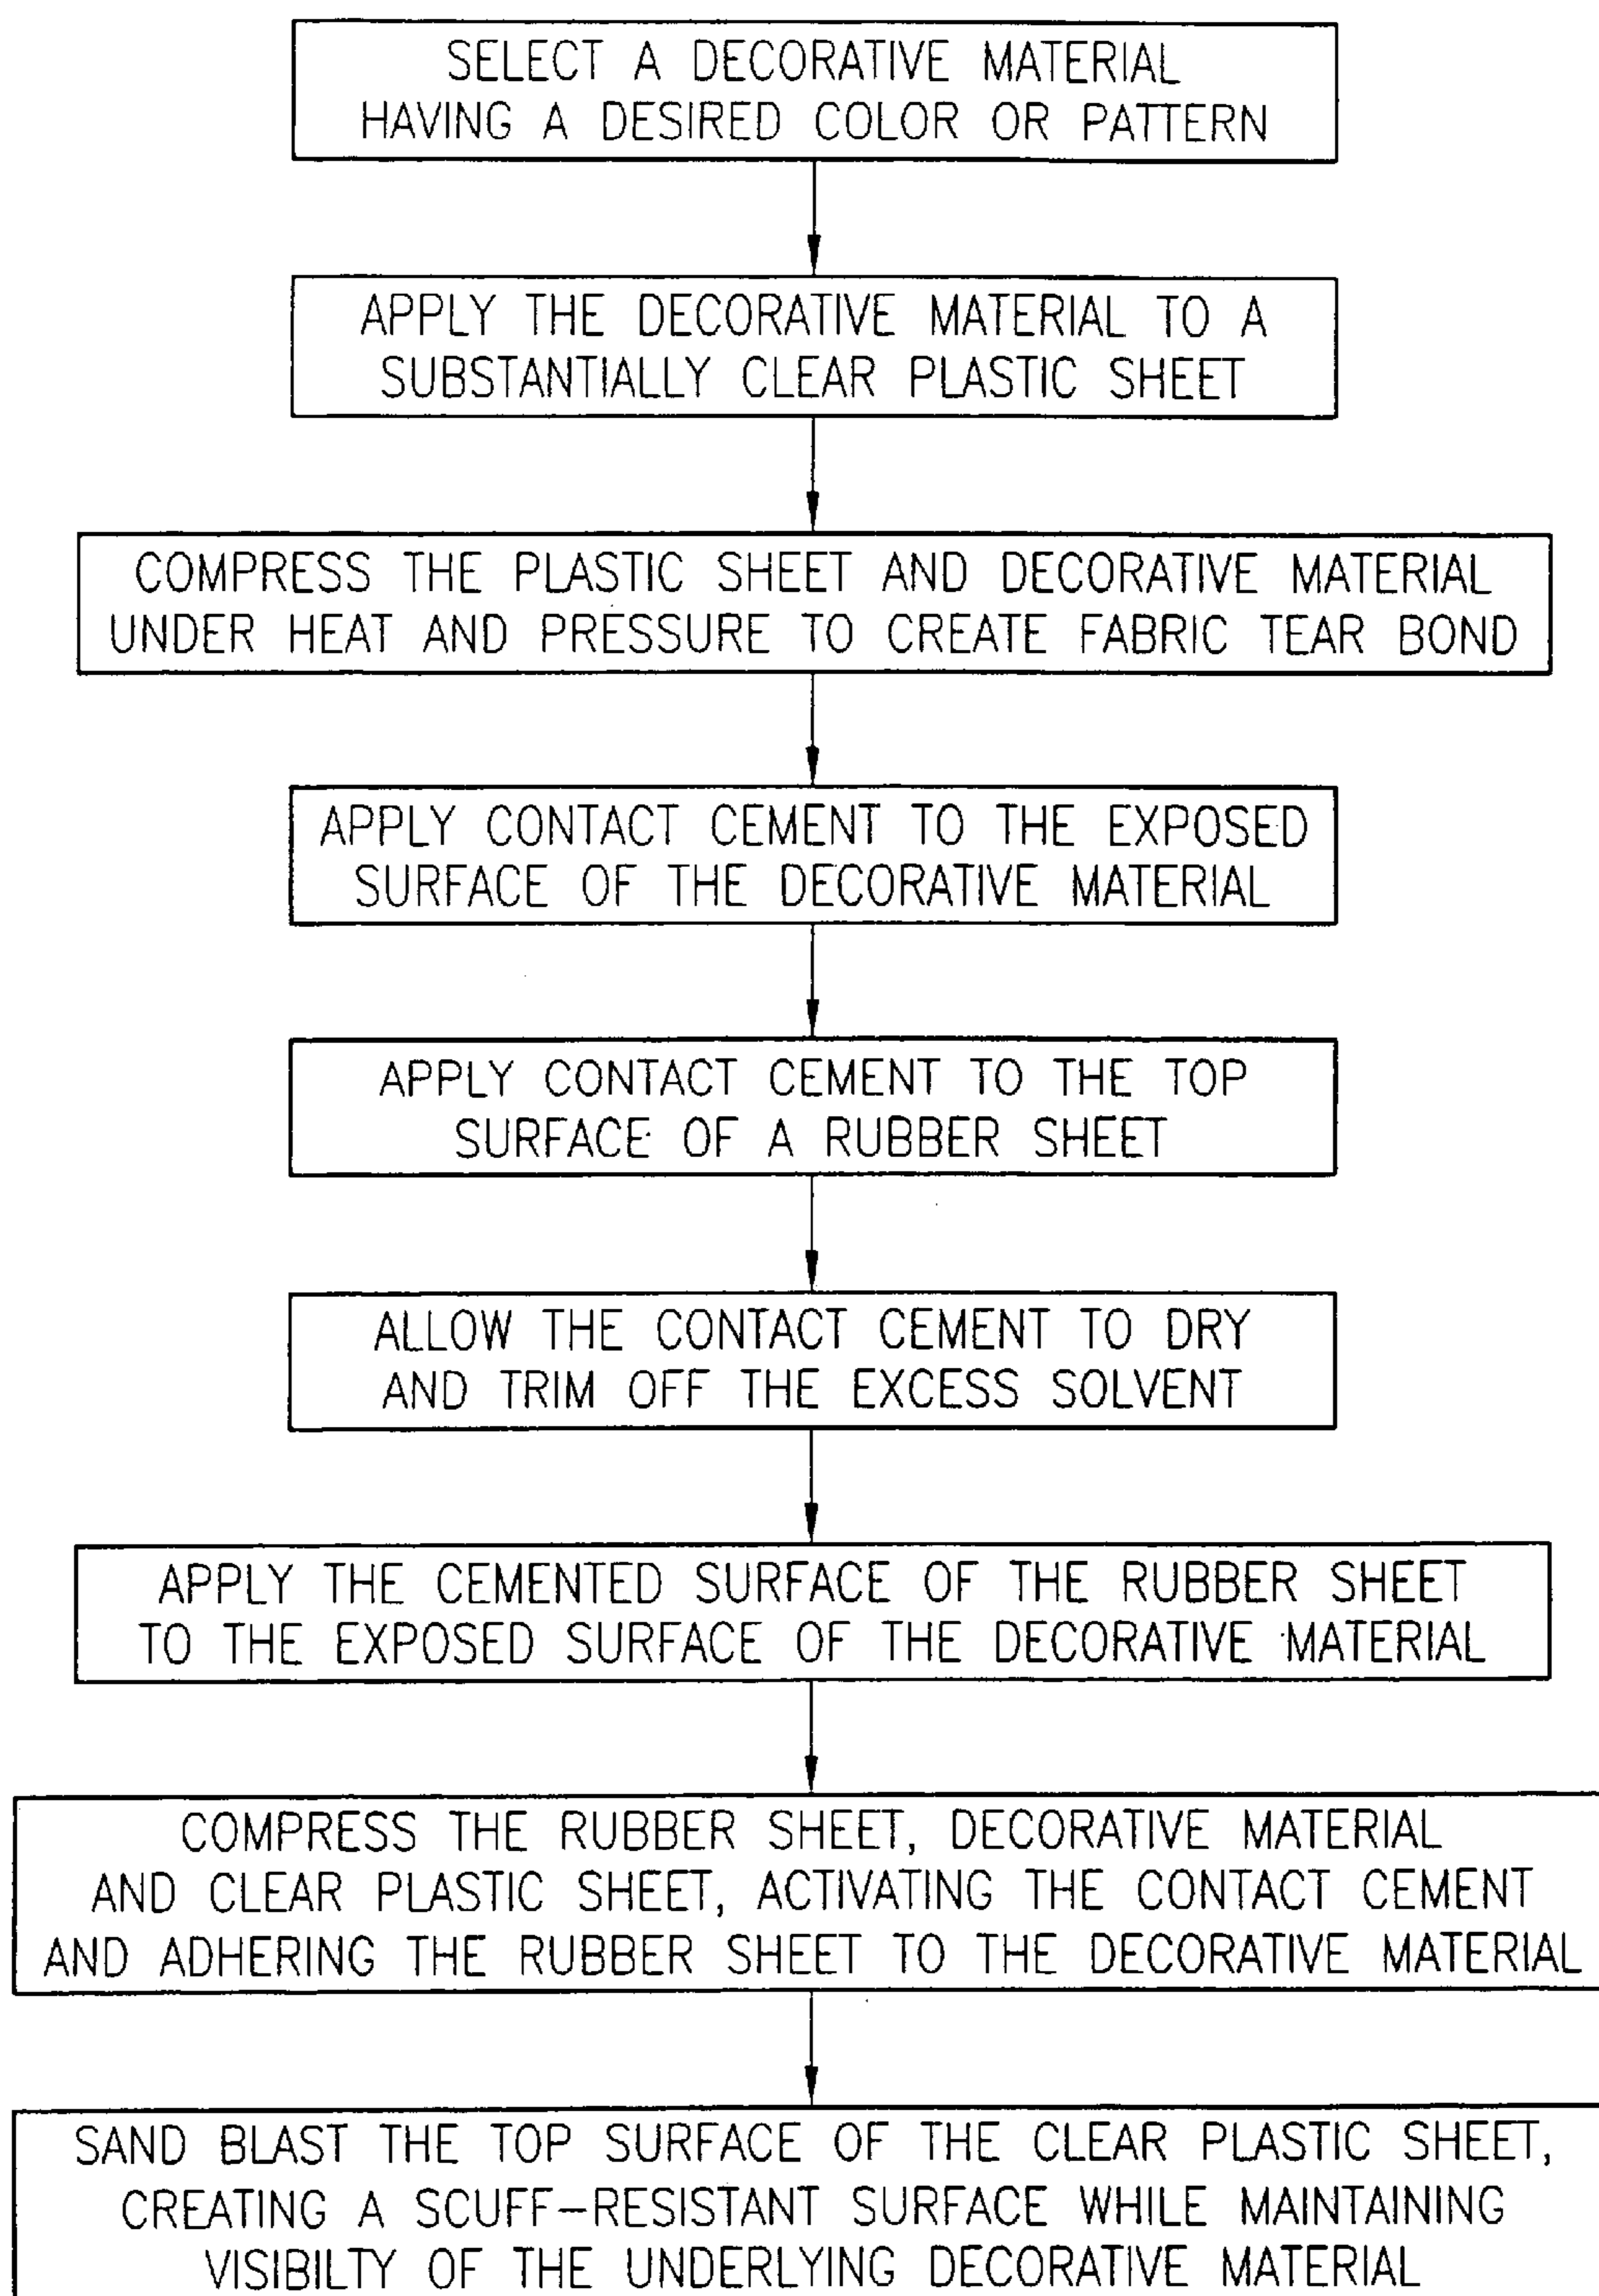 SELECT A DECORATIVE MATERIAL
HAVING A DESIRED COLOR OR PATTERN
APPLY THE DECORATIVE MATERIAL TO A
SUBSTANTIALLY CLEAR PLASTIC SHEET
COMPRESS THE PLASTIC SHEET AND DECORATIVE MATERIAL
UNDER HEAT AND PRESSURE TO CREATE FABRIC TEAR BOND
APPLY CONTACT CEMENT TO THE EXPOSED
SURFACE OF THE DECORATIVE MATERIAL
APPLY CONTACT CEMENT TO THE TOP
SURFACE OF A RUBBER SHEET
ALLOW THE CONTACT CEMENT TO DRY
AND TRIM OFF THE EXCESS SOLVENT
APPLY THE CEMENTED SURFACE OF THE RUBBER SHEET
TO THE EXPOSED SURFACE OF THE DECORATIVE MATERIAL
COMPRESS THE RUBBER SHEET, DECORATIVE MATERIAL
AND CLEAR PLASTIC SHEET, ACTIVATING THE CONTACT CEMENT
AND ADHERING THE RUBBER SHEET TO THE DECORATIVE MATERIAL
SAND BLAST THE TOP SURFACE OF THE CLEAR PLASTIC SHEET,
CREATING A SCUFF-RESISTANT SURFACE WHILE MAINTAINING
VISIBILTY OF THE UNDERLYING DECORATIVE MATERIAL